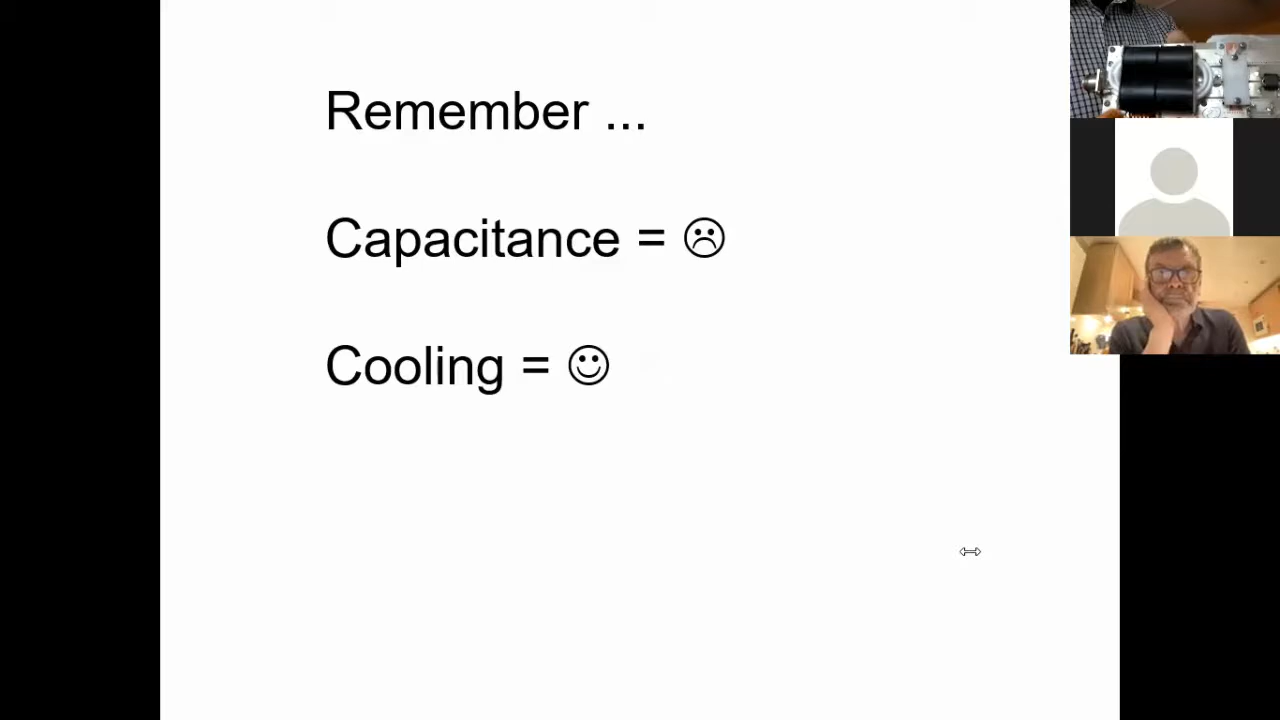 Remember ...
Capacitance = ☹
Cooling = ☺